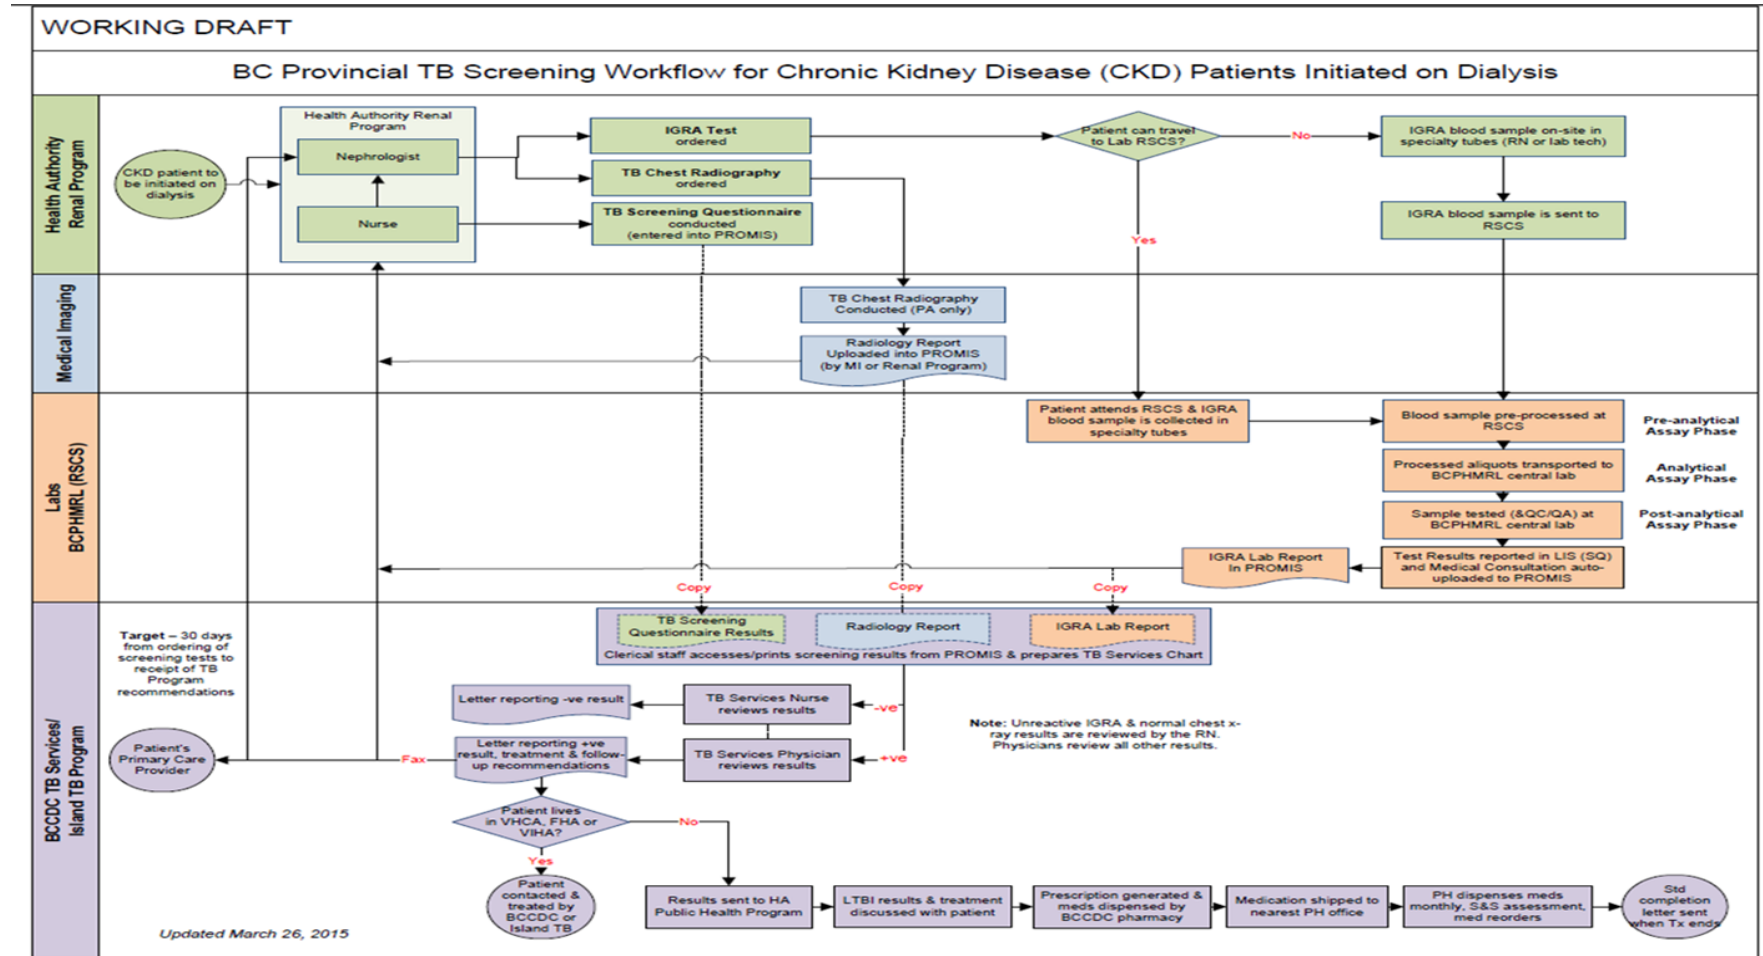 WORKING DRAFT
BC Provincial TB Screening Workflow for Chronic Kidney Disease (CKD) Patients Initiated on Dialysis
Health Authority
Renal Program
CKD patient to
be initiated on
dialysis
Health Authority Renal
Program
Nephrologist
Nurse
IGRA Test
ordered
TB Chest Radiography
ordered
TB Screening Questionnaire
conducted
(entered into PROMIS)
Patient can travel
to Lab RSCS?
No
Yes
IGRA blood sample on-site in
specialty tubes (RN or lab tech)
IGRA blood sample is sent to
RSCS
Medical Imaging
TB Chest Radiography
Conducted (PA only)
Radiology Report
Uploaded into PROMIS
(by MI or Renal Program)
Labs
BCPHMRL (RSCS)
Patient attends RSCS & IGRA
blood sample is collected in
specialty tubes
Blood sample pre-processed at
RSCS
Pre-analytical
Assay Phase
Processed aliquots transported to
BCPHMRL central lab
Analytical
Assay Phase
Sample tested (&QC/QA) at
BCPHMRL central lab
Post-analytical
Assay Phase
Test Results reported in LIS (SQ)
and Medical Consultation auto-
uploaded to PROMIS
IGRA Lab Report
In PROMIS
Copy
Copy
Copy
BCCDC TB Services/
Island TB Program
Target – 30 days
from ordering of
screening tests to
receipt of TB
Program
recommendations
TB Screening
Questionnaire Results
Radiology Report
IGRA Lab Report
Clerical staff accesses/prints screening results from PROMIS & prepares TB Services Chart
Letter reporting -ve result
TB Services Nurse
reviews results
-ve
Note: Unreactive IGRA & normal chest x-
ray results are reviewed by the RN.
Physicians review all other results.
Patient's
Primary Care
Provider
Fax
Letter reporting +ve
result, treatment & follow-
up recommendations
TB Services Physician
reviews results
+ve
Patient lives
in VHCA, FHA or
VIHA?
No
Yes
Patient
contacted &
treated by
BCCDC or
Island TB
Results sent to HA
Public Health Program
LTBI results & treatment
discussed with patient
Prescription generated &
meds dispensed by
BCCDC pharmacy
Medication shipped to
nearest PH office
PH dispenses meds
monthly, S&S assessment,
med reorders
Std
completion
letter sent
when Tx ends
Updated March 26, 2015